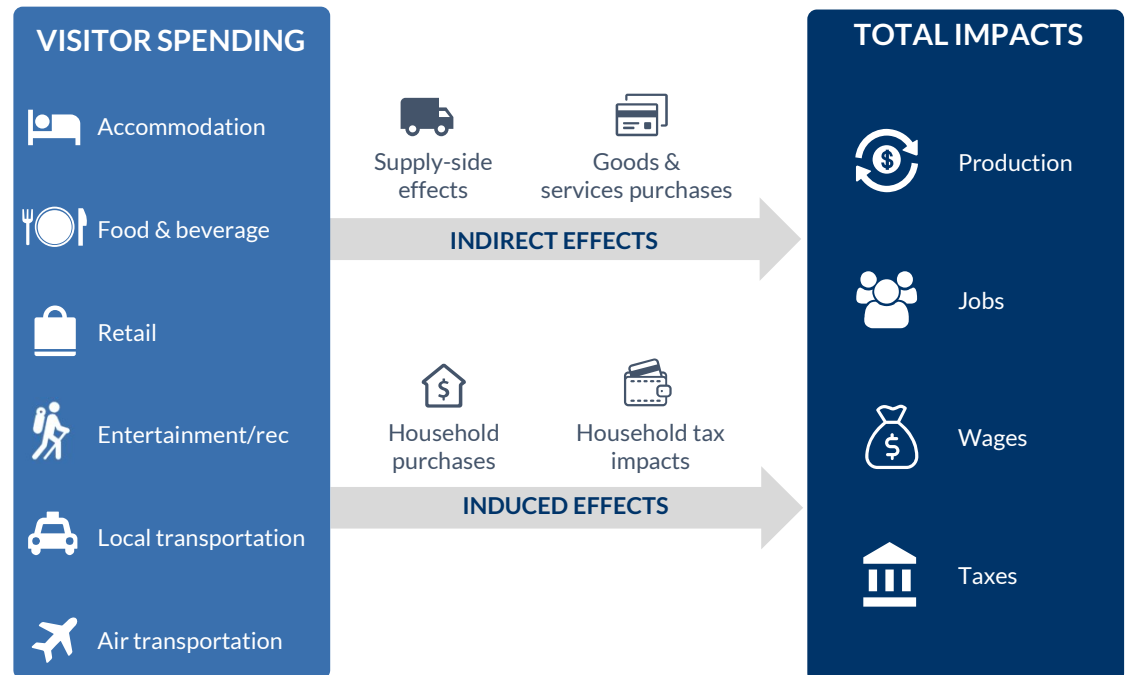 VISITOR SPENDING
Accommodation
Food & beverage
Retail
Entertainment/rec
Local transportation
Air transportation
Supply-side
effects
Goods &
services purchases
INDIRECT EFFECTS
Household
purchases
Household tax
impacts
INDUCED EFFECTS
TOTAL IMPACTS
Production
Jobs
Wages
Taxes